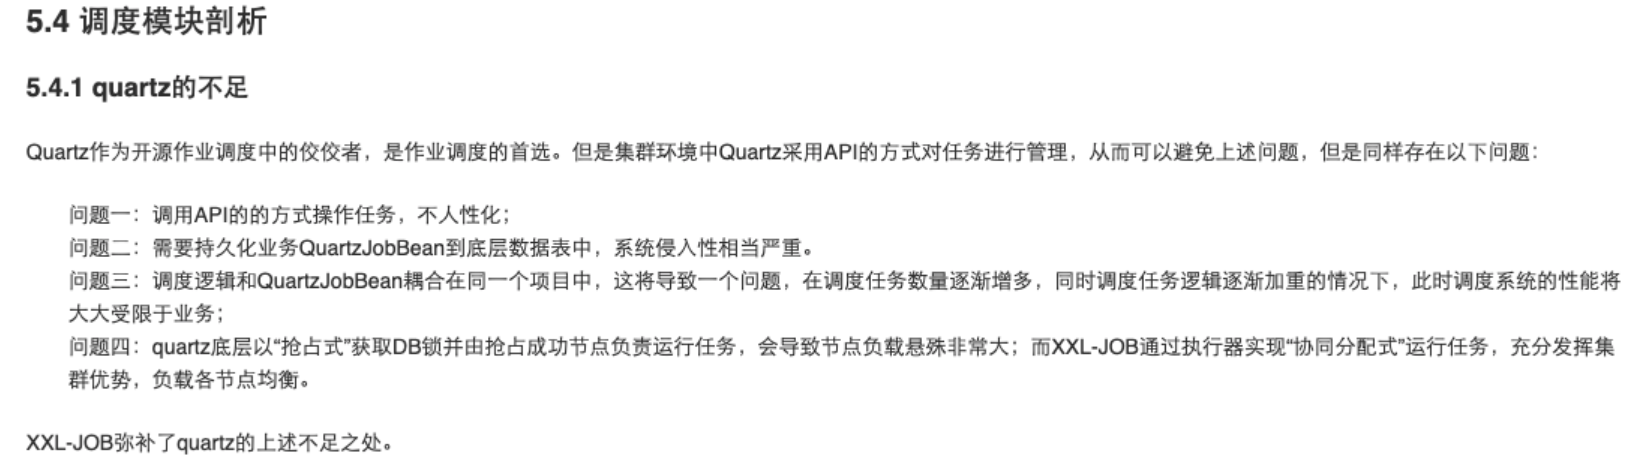 5.4 调度模块剖析
5.4.1 quartz的不足
Quartz作为开源作业调度中的佼佼者，是作业调度的首选。但是集群环境中Quartz采用API的方式对任务进行管理，从而可以避免上述问题，但是同样存在以下问题：
问题一：调用API的的方式操作任务，不人性化；
问题二：需要持久化业务QuartzJobBean到底层数据表中，系统侵入性相当严重。
问题三：调度逻辑和QuartzJobBean耦合在同一个项目中，这将导致一个问题，在调度任务数量逐渐增多，同时调度任务逻辑逐渐加重的情况下，此时调度系统的性能将
大大受限于业务；
问题四：quartz底层以“抢占式”获取DB锁并由抢占成功节点负责运行任务，会导致节点负载悬殊非常大；而XXL-JOB通过执行器实现“协同分配式”运行任务，充分发挥集
群优势，负载各节点均衡。
XXL-JOB弥补了quartz的上述不足之处。